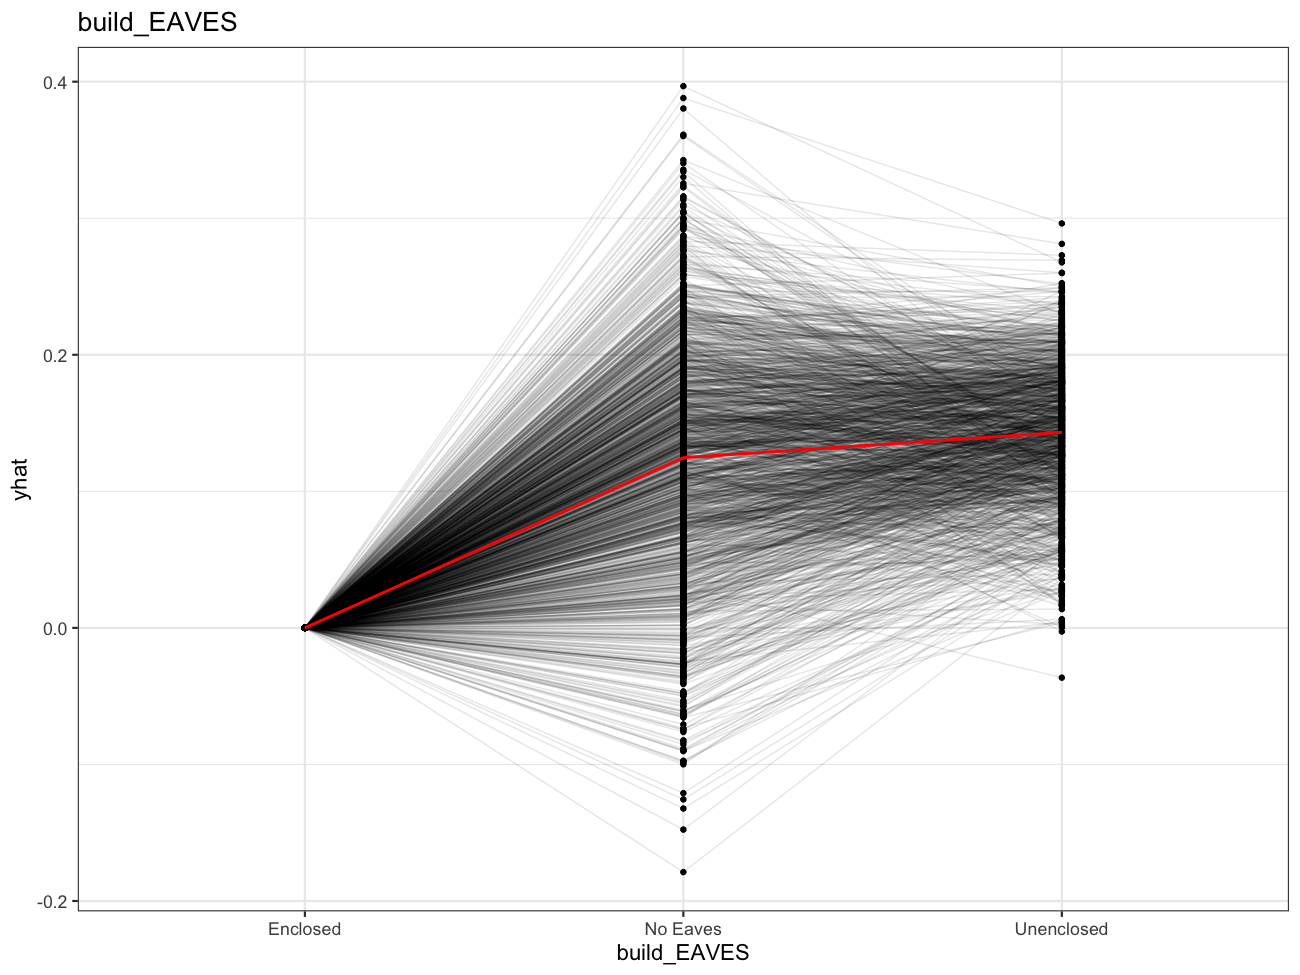 build_EAVES
0.4
0.2
0.0
-0.2
yhat
Enclosed
No Eaves
Unenclosed
build_EAVES